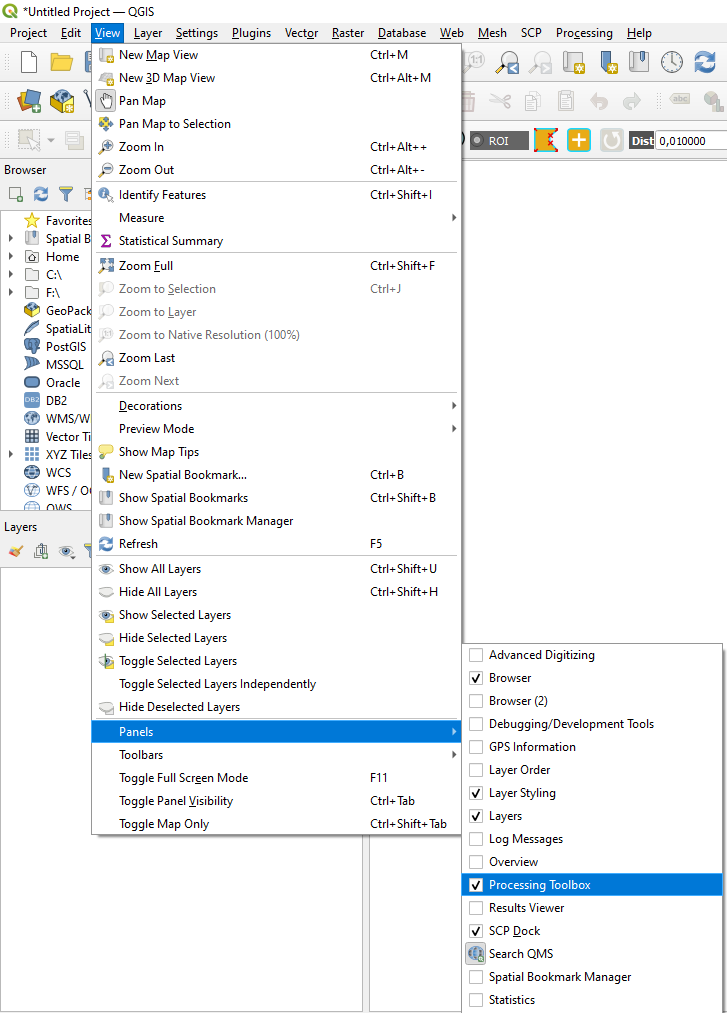 *Untitled Project — QGIS
Project Edit View Layer Settings Plugins Vector Raster Database Web Mesh SCP Processing Help
New Map View Ctrl+M
New 3D Map View Ctrl+Alt+M
Pan Map
Pan Map to Selection
ROI Dist 0,010000
Zoom In Ctrl+Alt++
Zoom Out Ctrl+Alt+-
Browser
Identify Features Ctrl+Shift+I
Measure
Statistical Summary
Zoom Full Ctrl+Shift+F
Zoom to Selection Ctrl+J
Zoom to Layer
Zoom to Native Resolution (100%)
Zoom Last
Zoom Next
Decorations
Preview Mode
Show Map Tips
New Spatial Bookmark... Ctrl+B
Show Spatial Bookmarks Ctrl+Shift+B
Show Spatial Bookmark Manager
Refresh F5
Show All Layers Ctrl+Shift+U
Hide All Layers Ctrl+Shift+H
Show Selected Layers
Hide Selected Layers
Toggle Selected Layers
Toggle Selected Layers Independently
Hide Deselected Layers
Panels
Toolbars
Toggle Full Screen Mode F11
Toggle Panel Visibility Ctrl+Tab
Toggle Map Only Ctrl+Shift+Tab
Favorites
Spatial B
Home
C:\
F:\
GeoPack
SpatiaLit
PostGIS
MSSQL
Oracle
DB2
WMS/W
Vector Ti
XYZ Tiles
WCS
WFS / O
OWS
Layers
Advanced Digitizing
Browser
Browser (2)
Debugging/Development Tools
GPS Information
Layer Order
Layer Styling
Layers
Log Messages
Overview
Processing Toolbox
Results Viewer
SCP Dock
Search QMS
Spatial Bookmark Manager
Statistics